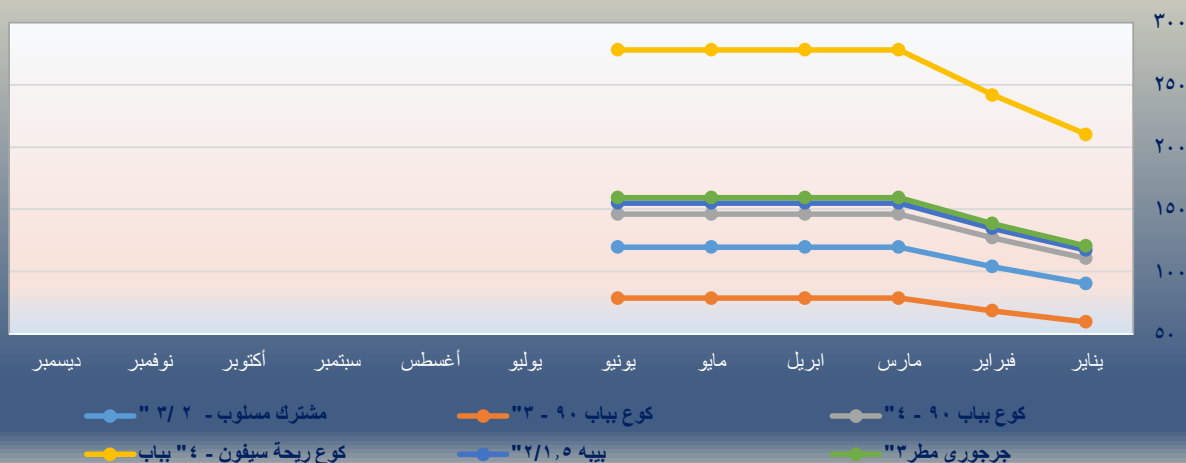 ٣٠٠
٢٥٠
٢٠٠
١٥٠
١٠٠
٥٠
يناير فبراير مارس ابريل مايو يونيو يوليو أغسطس سبتمبر أكتوبر نوفمبر ديسمبر
كوع بباب ٩٠ - ٤" كوع بباب ٩٠ - ٣" مشترك مسلوب - ٢ /٣ "
جرجورى مطر٣" بيبه ٢/١,٥" كوع ريحة سيفون - ٤" بباب